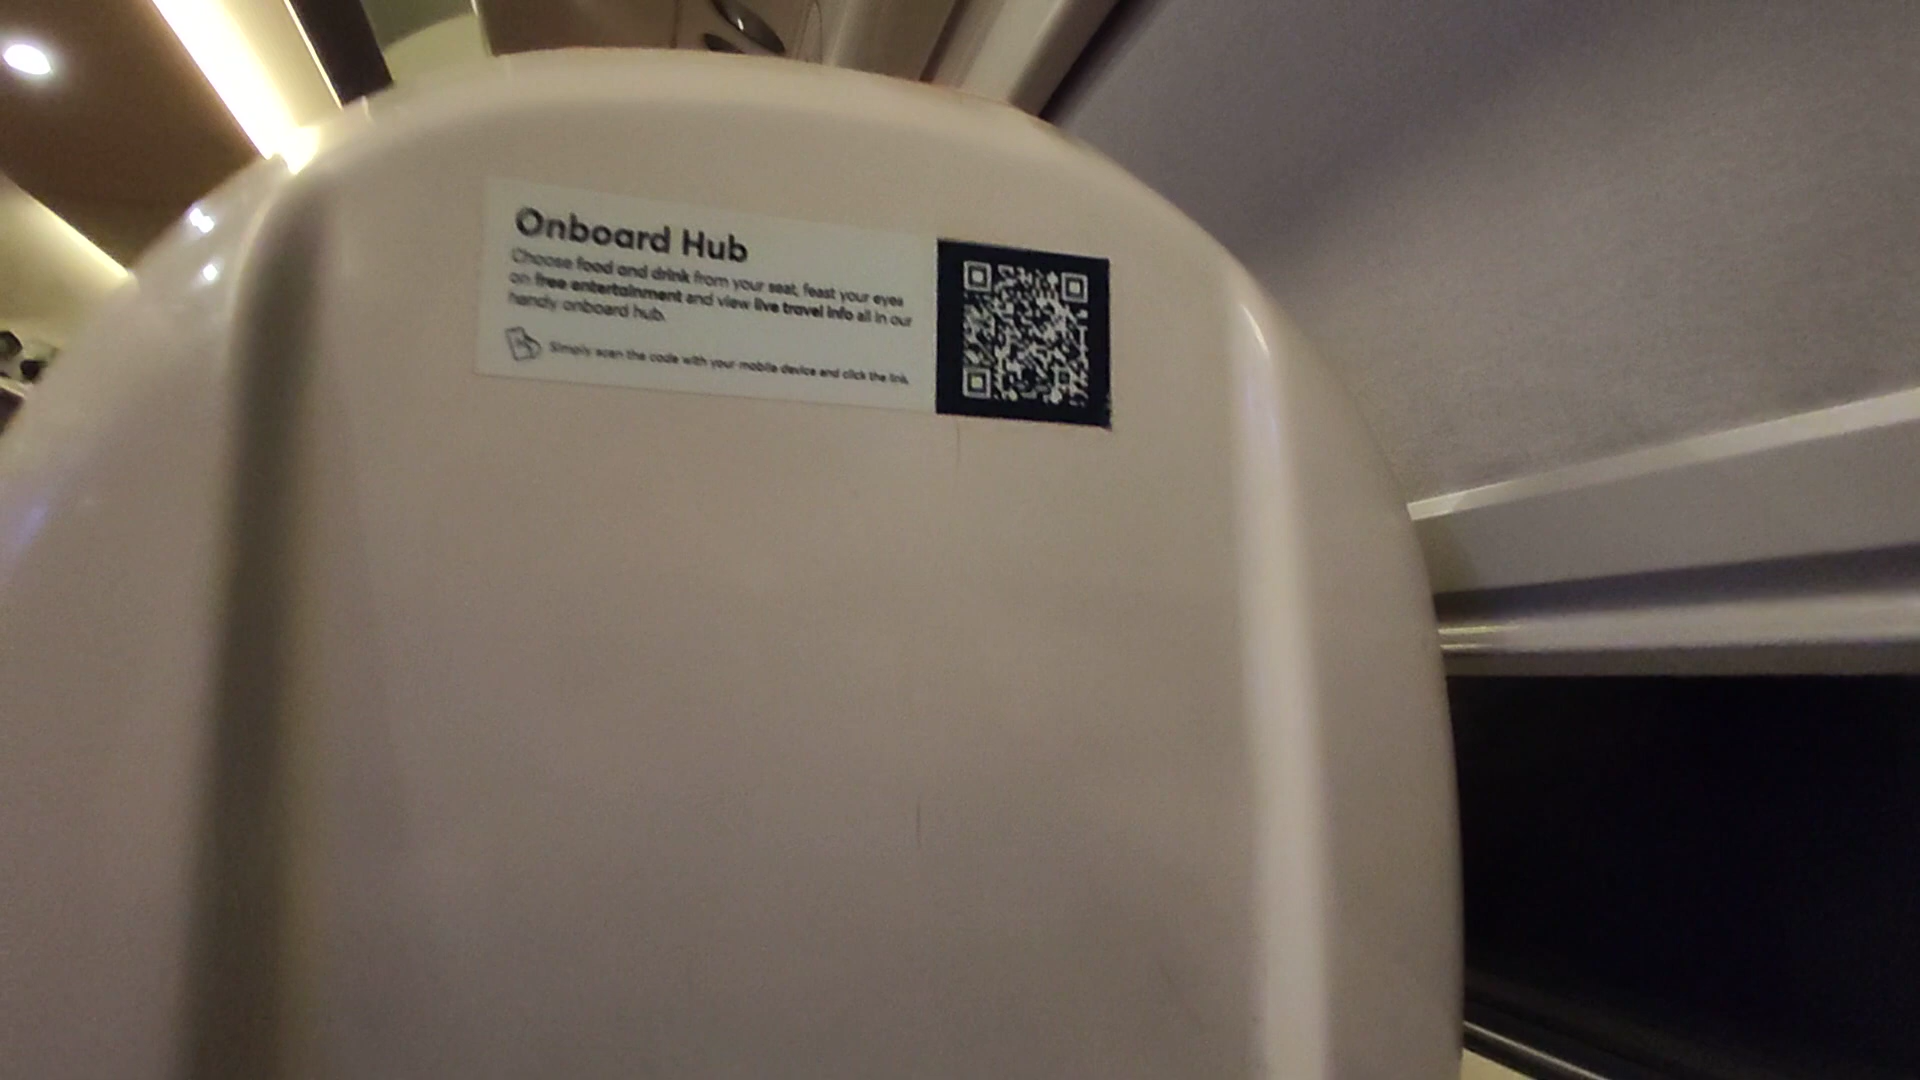 Onboard Hub
Choose food and drink from your seat, feast your eyes
on free entertainment and view live travel info all in our
handy onboard hub.
Simply scan the code with your mobile device and click the link.